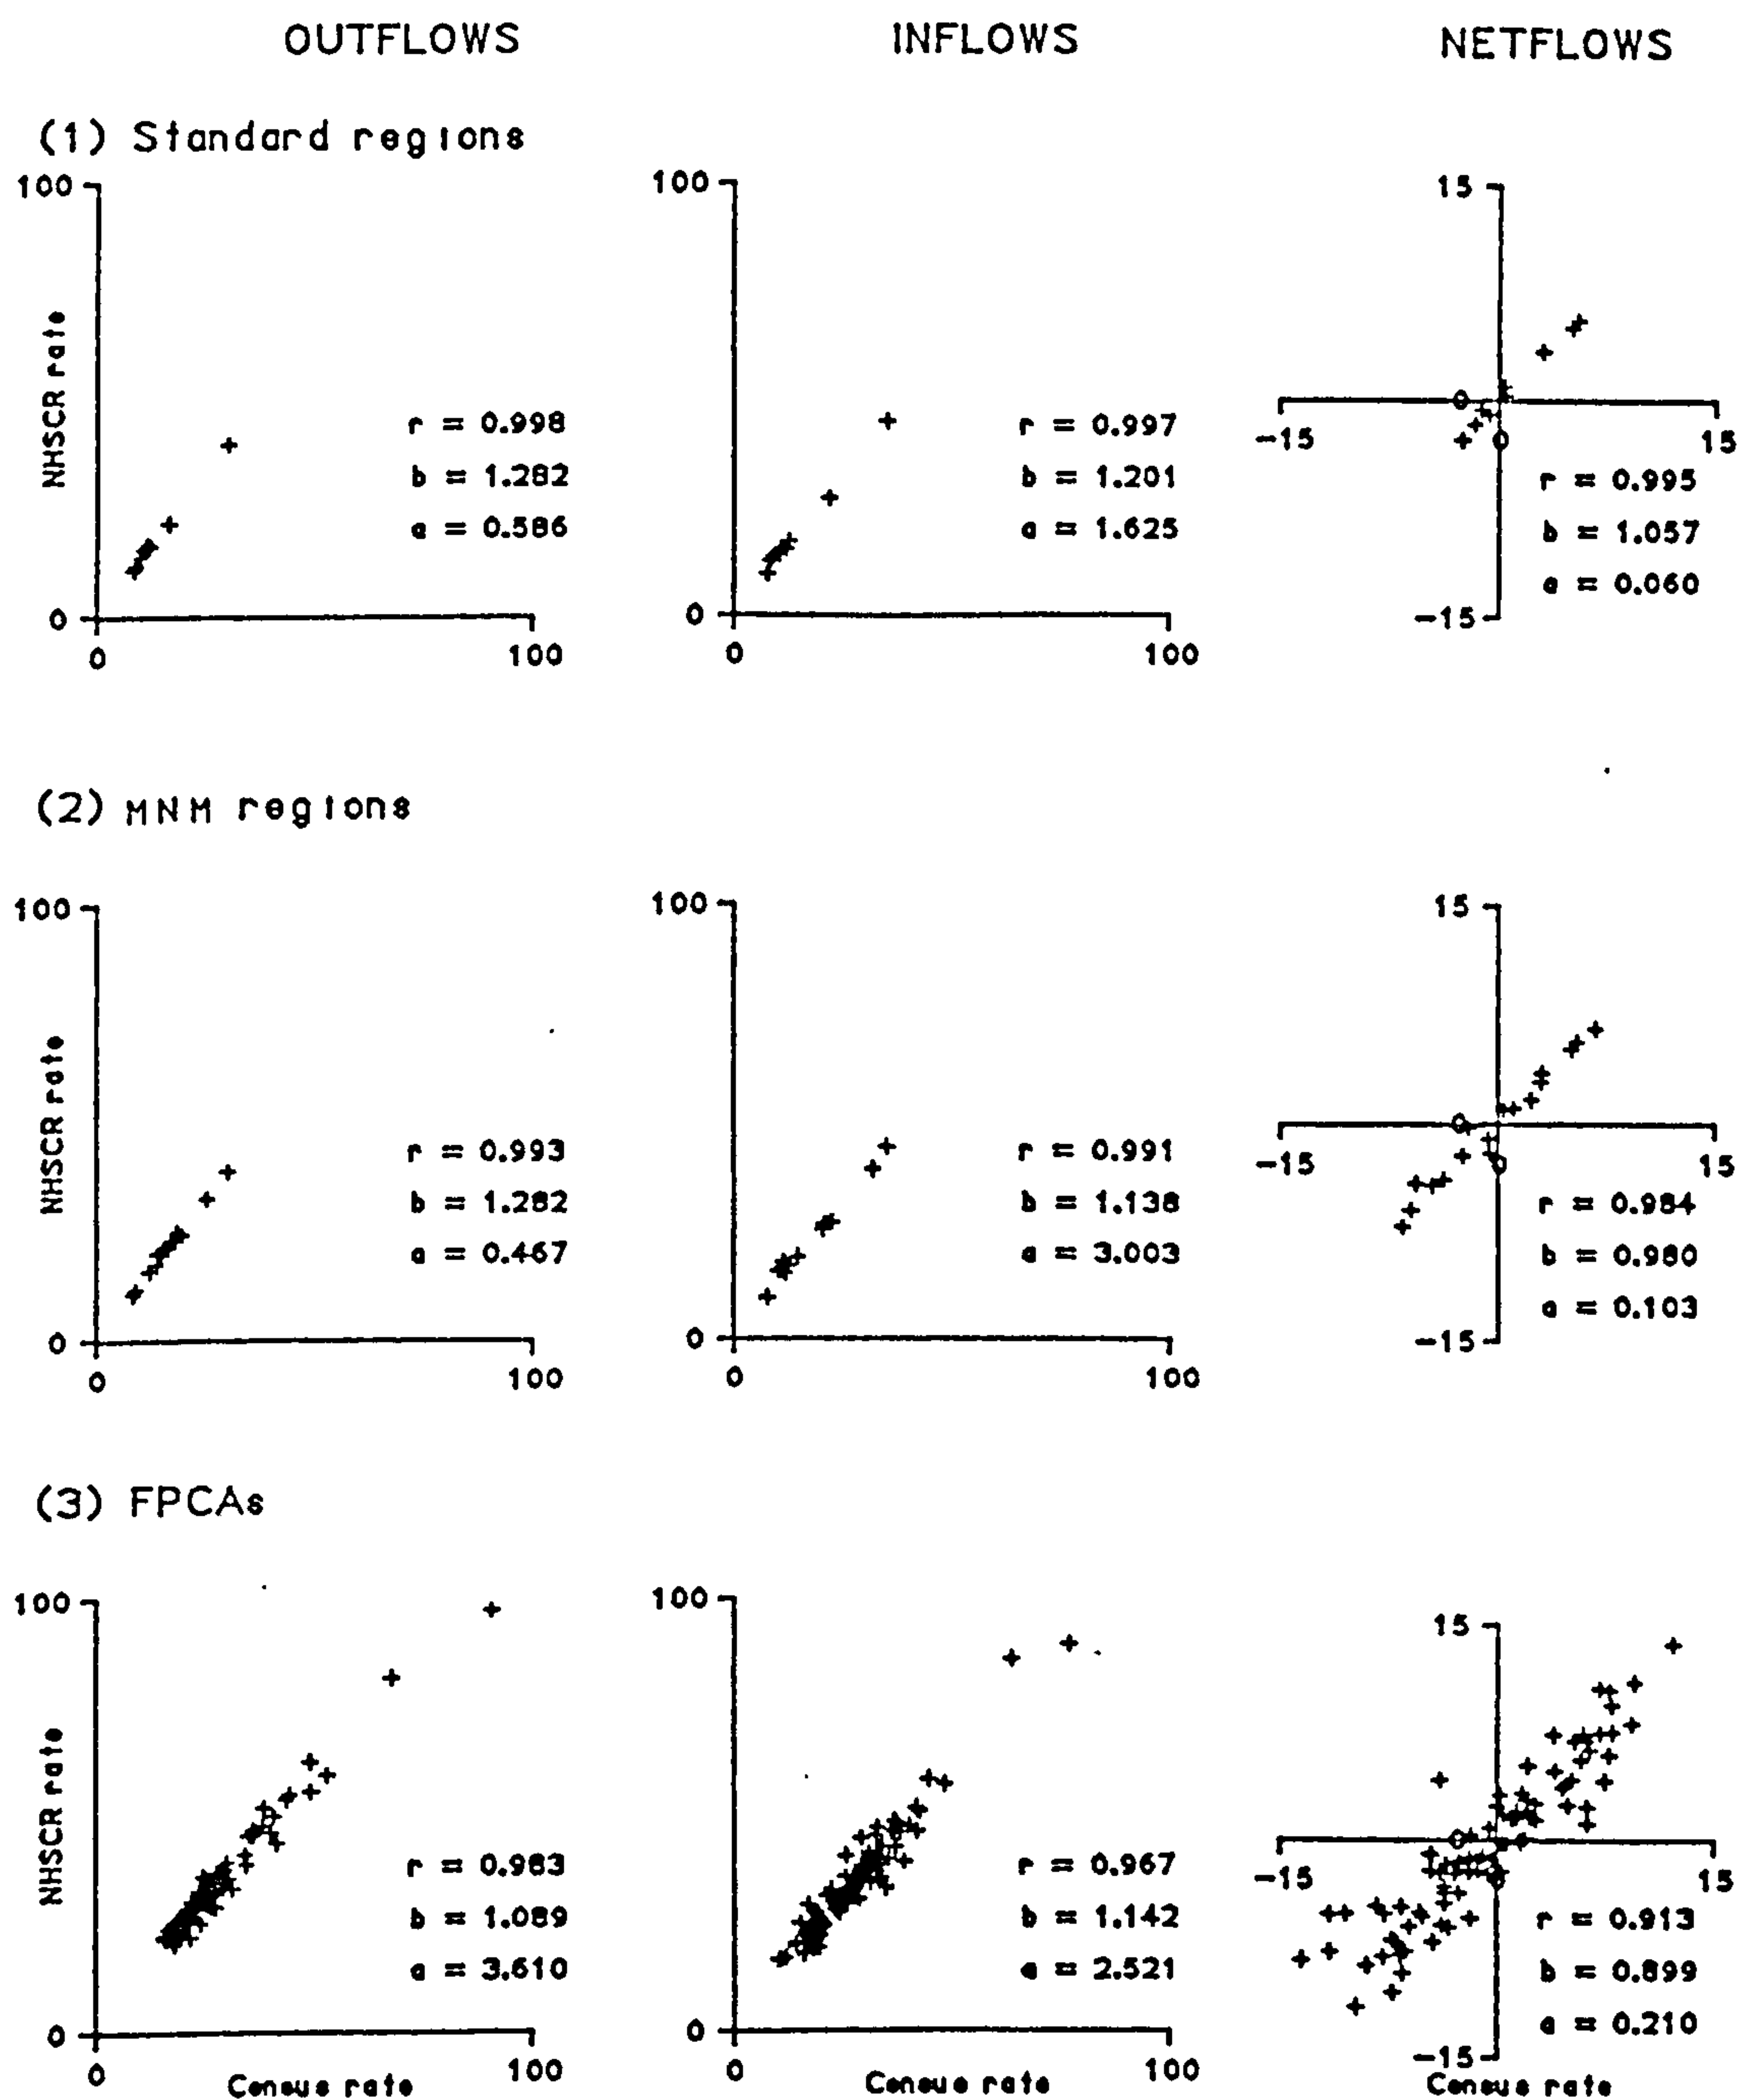 OUTFLOWS INFLOWS NETFLOWS
(1) Standard regions
100 100 15
NHSCR rate
r = 0.998 r = 0.997 -15 0 15
b = 1.282 b = 1.201 r = 0.995
a = 0.586 a = 1.625 b = 1.057
a = 0.060
0 0 -15
0 100 0 100
(2) MNM regions
100 100 15
NHSCR rate
r = 0.993 r = 0.991 -15 0 15
b = 1.282 b = 1.138 r = 0.984
a = 0.467 a = 3.003 b = 0.980
a = 0.103
0 0 -15
0 100 0 100
(3) FPCAs
100 100 15
NHSCR rate
r = 0.983 r = 0.967 -15 0 15
b = 1.089 b = 1.142 r = 0.913
a = 3.610 a = 2.521 b = 0.899
a = 0.210
0 0 -15
0 100 0 100
Census rate Census rate Census rate